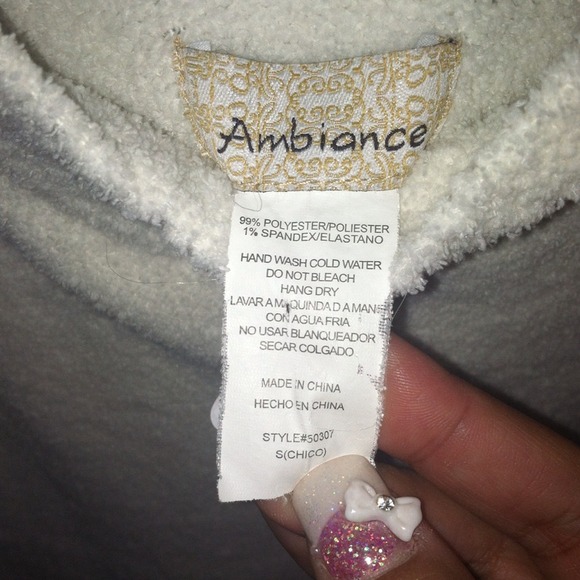 Ambiance
99% POLYESTER/POLIESTER
1% SPANDEX/ELASTANO
HAND WASH COLD WATER
DO NOT BLEACH
HANG DRY
LAVAR A MAQUINDAD A MANO
CON AGUA FRIA
NO USAR BLANQUEADOR
SECAR COLGADO
MADE IN CHINA
HECHO EN CHINA
STYLE#50307
S(CHICO)